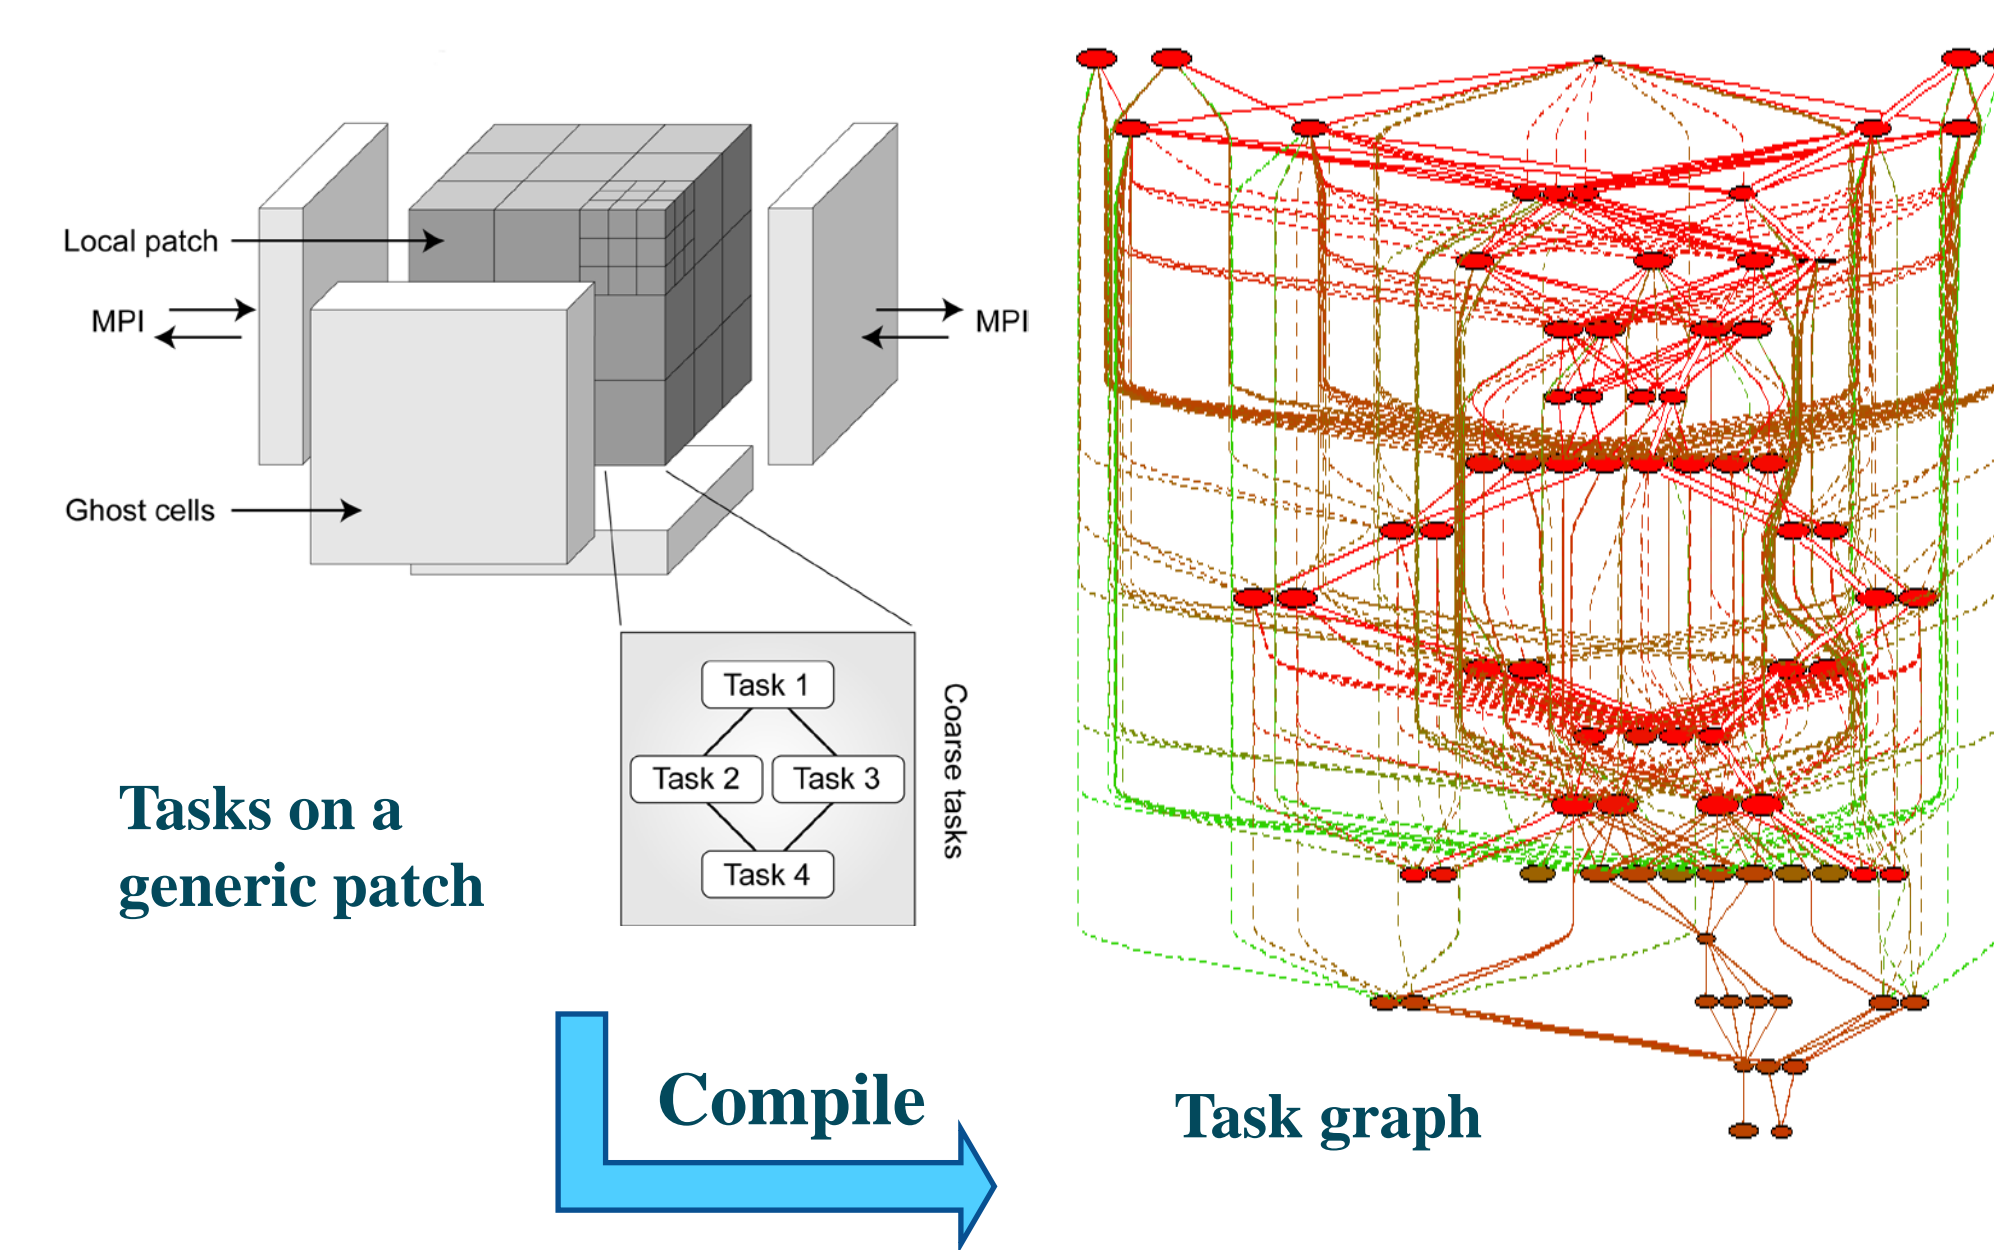 Local patch
MPI
MPI
Ghost cells
Task 1
Task 2
Task 3
Task 4
Coarse tasks
Tasks on a
generic patch
Compile
Task graph